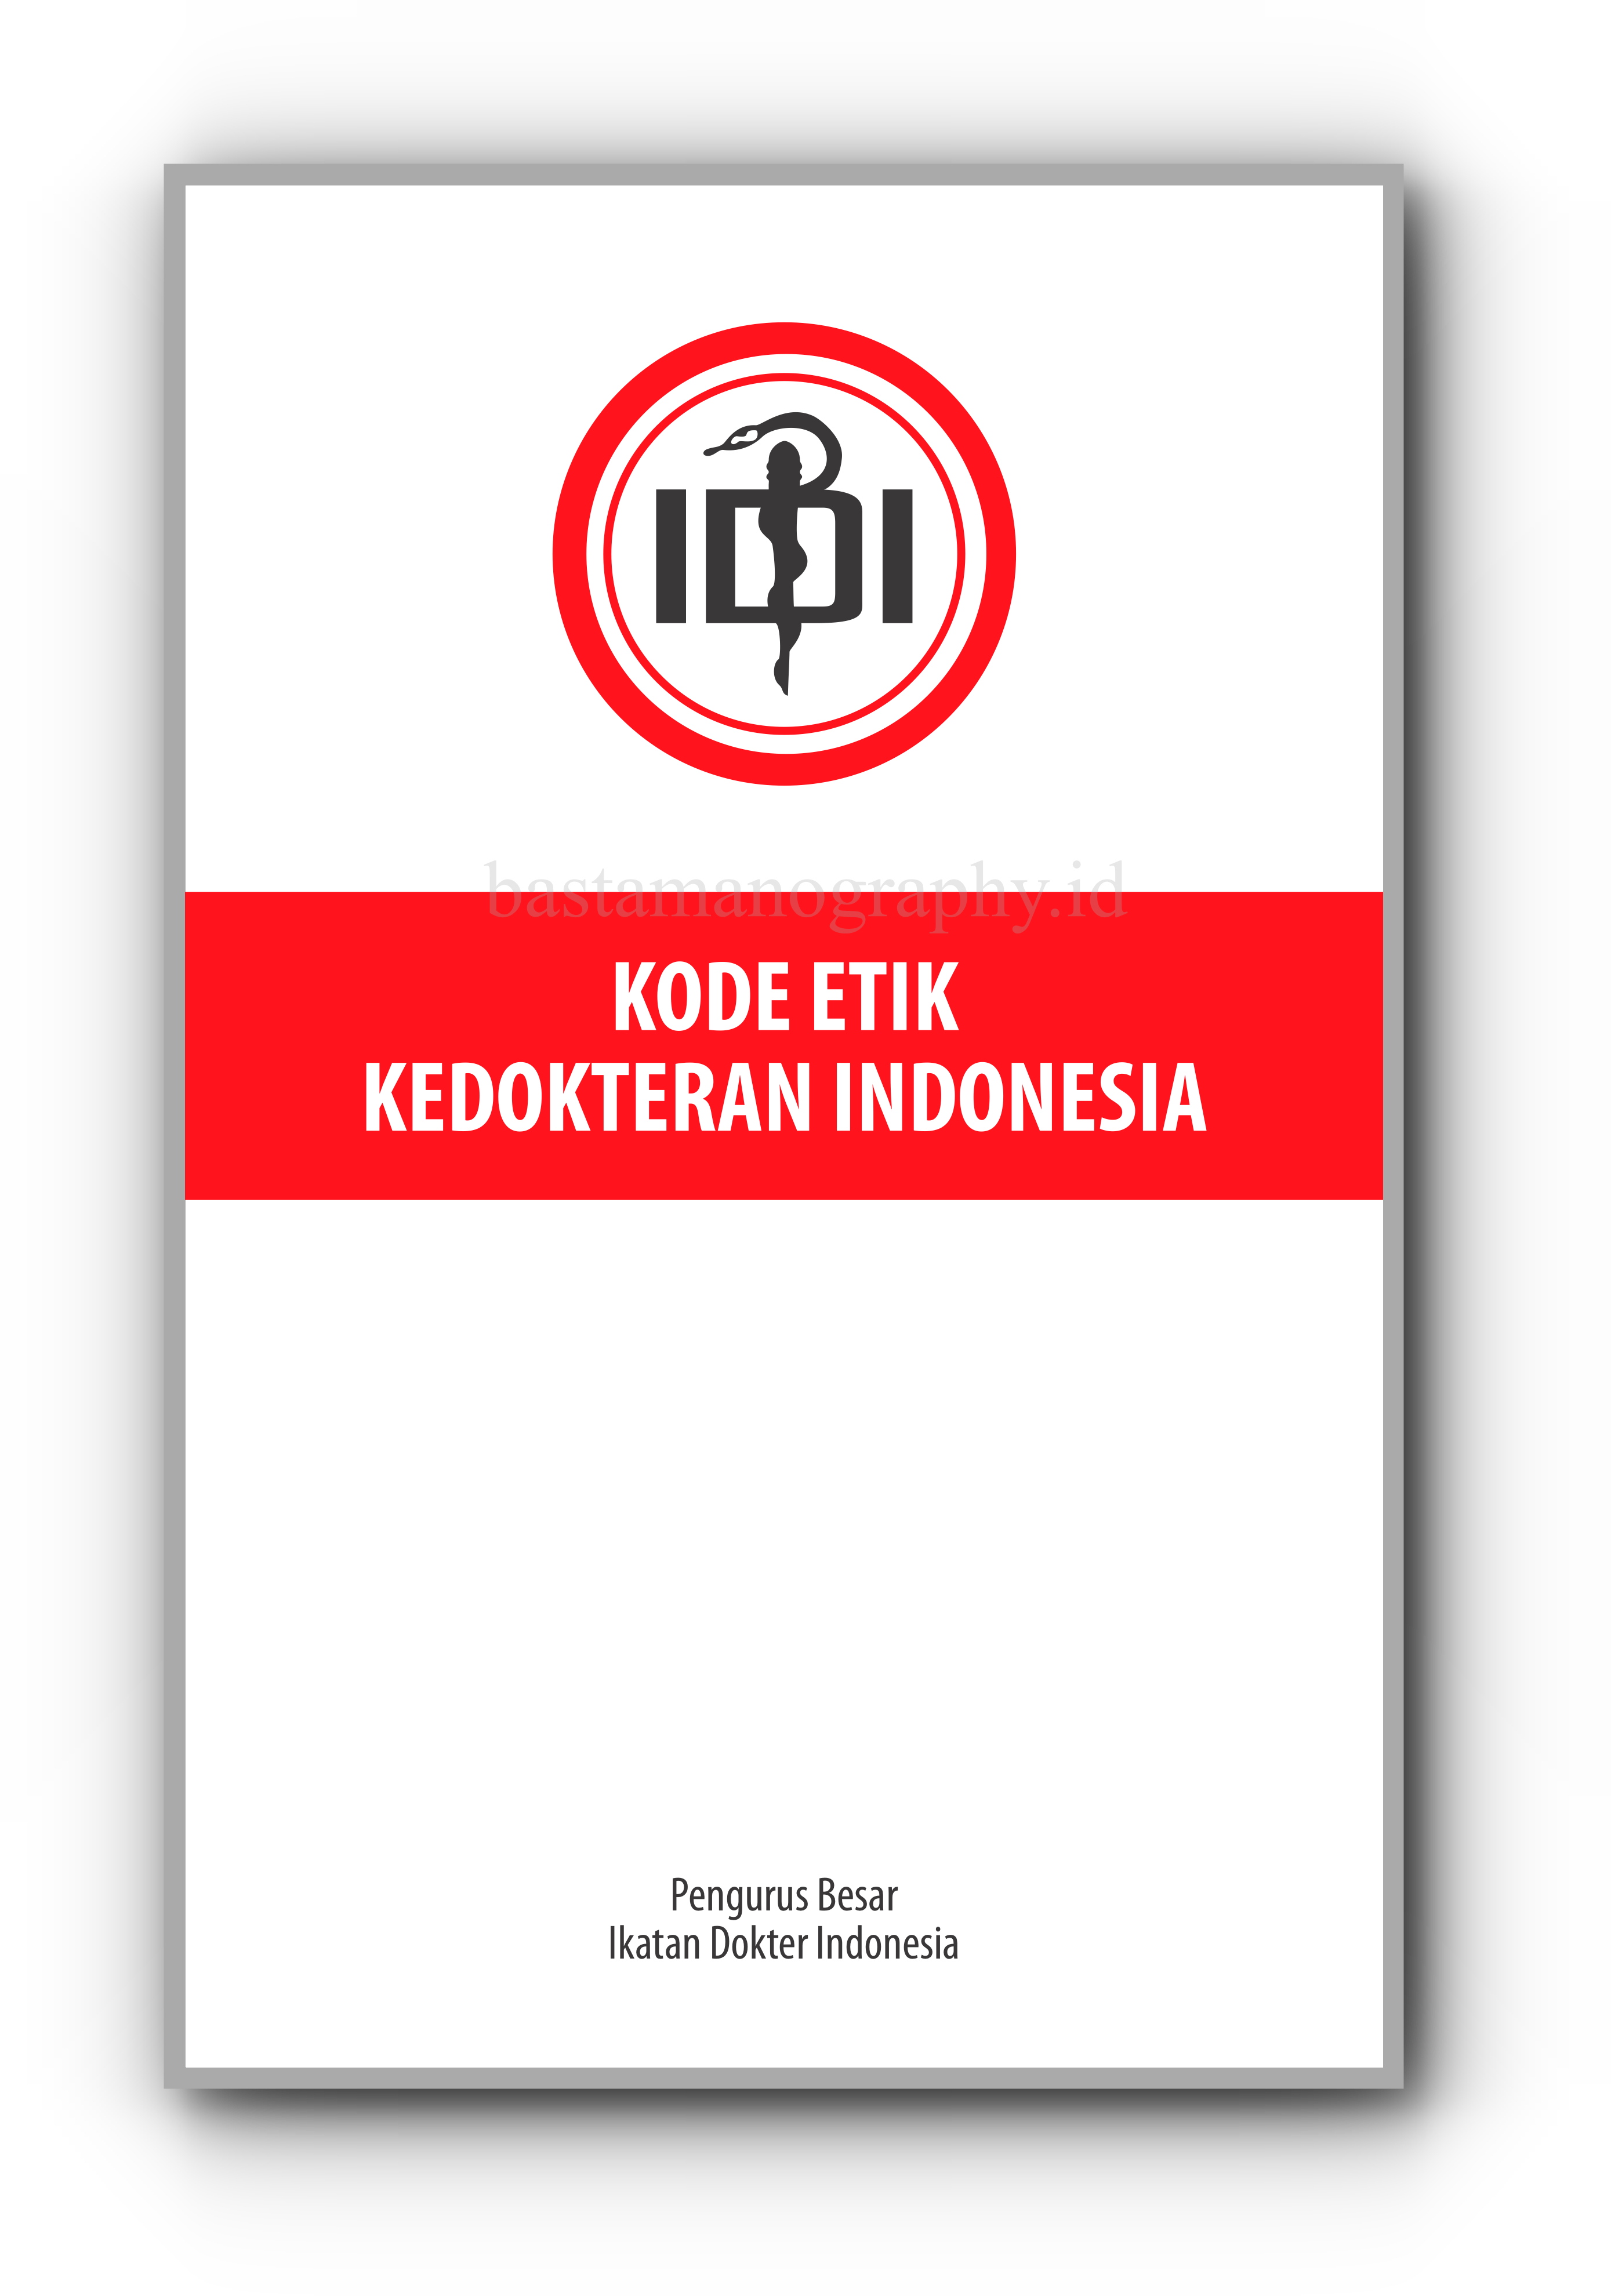 IDI
bastamanography.id
KODE ETIK
KEDOKTERAN INDONESIA
Pengurus Besar
Ikatan Dokter Indonesia